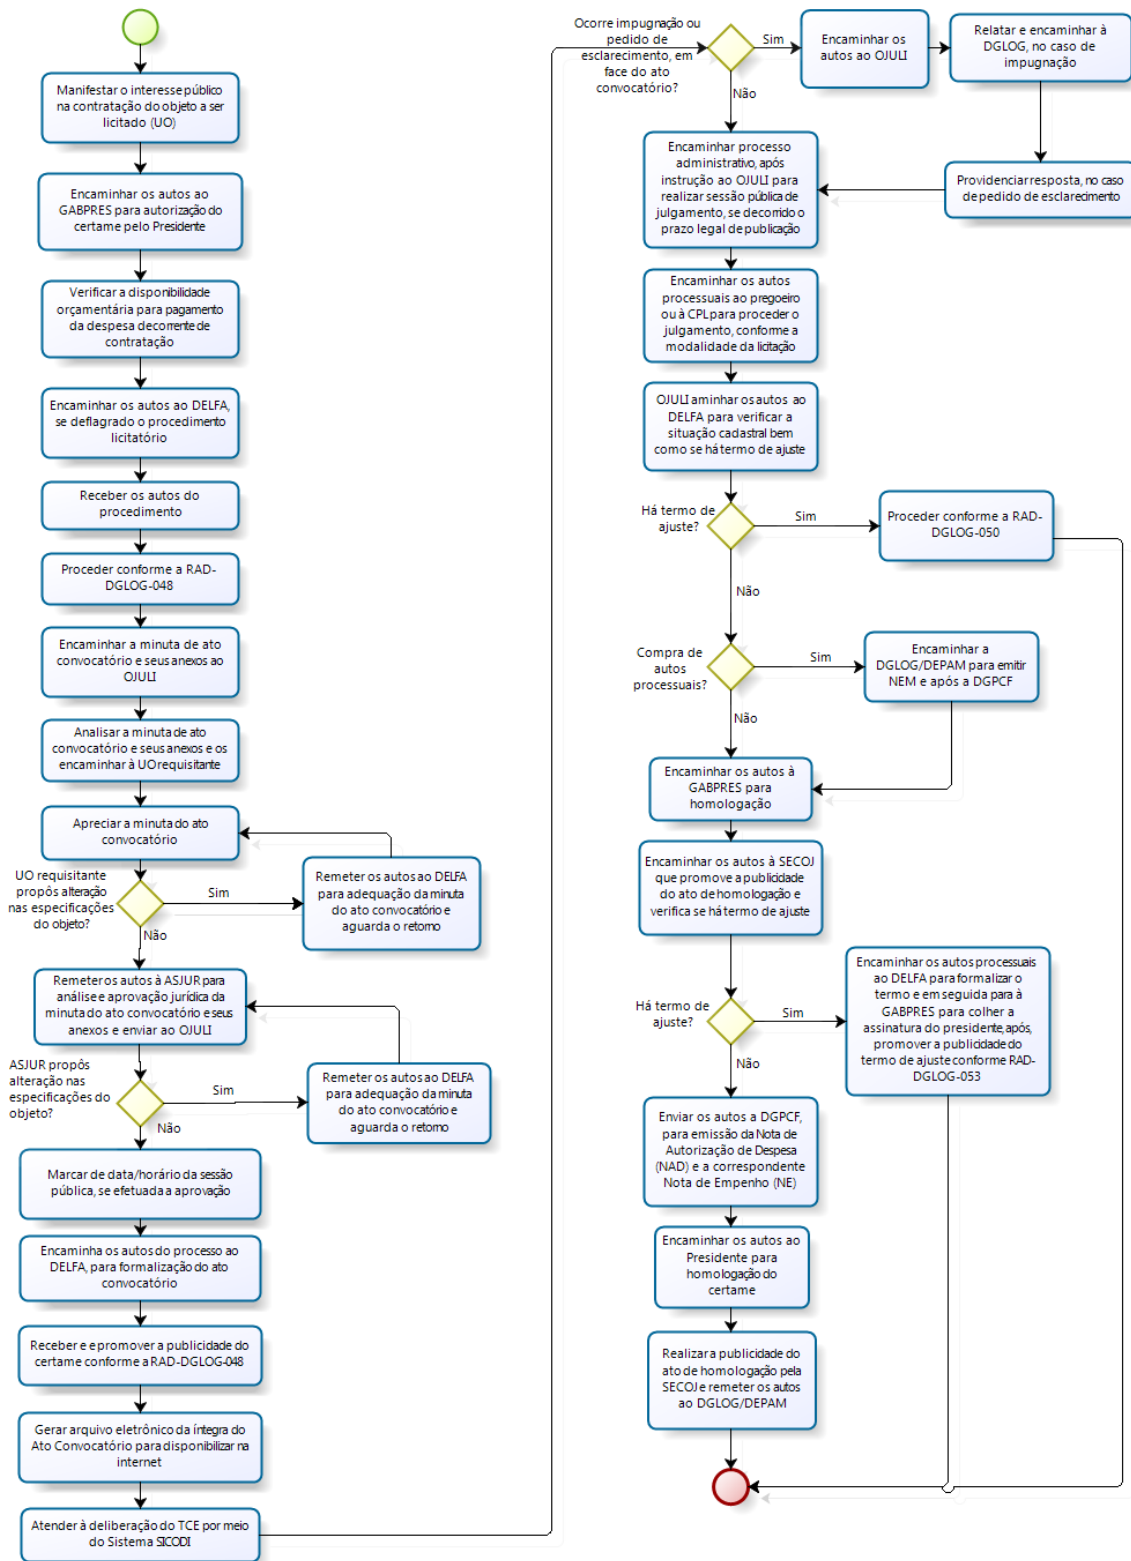 Manifestar o interesse público
na contratação do objeto a ser
licitado (UO)
Encaminhar os autos ao
GABPRES para autorização do
certame pelo Presidente
Verificar a disponibilidade
orçamentária para pagamento
da despesa decorrente de
contratação
Encaminhar os autos ao DELFA,
se deflagrado o procedimento
licitatório
Receber os autos do
procedimento
Proceder conforme a RAD-
DGLOG-048
Encaminhar a minuta de ato
convocatório e seus anexos ao
OJULI
Analisar a minuta de ato
convocatório e seus anexos e os
encaminhar à UO requisitante
Apreciar a minuta do ato
convocatório
UO requisitante
propôs alteração
nas especificações
do objeto?
Sim
Não
Remeter os autos ao DELFA
para adequação da minuta
do ato convocatório e
aguarda o retorno
Remeter os autos à ASJUR para
análise e aprovação jurídica da
minuta do ato convocatório e seus
anexos e enviar ao OJULI
ASJUR propôs
alteração nas
especificações do
objeto?
Sim
Não
Remeter os autos ao DELFA
para adequação da minuta
do ato convocatório e
aguarda o retorno
Marcar de data/horário da sessão
pública, se efetuada a aprovação
Encaminha os autos do processo ao
DELFA, para formalização do ato
convocatório
Receber e e promover a publicidade do
certame conforme a RAD-DGLOG-048
Gerar arquivo eletrônico da íntegra do
Ato Convocatório para disponibilizar na
internet
Atender à deliberação do TCE por meio
do Sistema SICODI
Ocorre impugnação ou
pedido de
esclarecimento, em
face do ato
convocatório?
Sim
Não
Encaminhar os
autos ao OJULI
Relatar e encaminhar à
DGLOG, no caso de
impugnação
Providenciar resposta, no caso
de pedido de esclarecimento
Encaminhar processo
administrativo, após
instrução ao OJULI para
realizar sessão pública de
julgamento, se decorrido o
prazo legal de publicação
Encaminhar os autos
processuais ao pregoeiro
ou à CPL para proceder o
julgamento, conforme a
modalidade da licitação
OJULI aminhar os autos ao
DELFA para verificar a
situação cadastral bem
como se há termo de ajuste
Há termo de
ajuste?
Sim
Não
Proceder conforme a RAD-
DGLOG-050
Compra de
autos
processuais?
Sim
Não
Encaminhar a
DGLOG/DEPAM para emitir
NEM e após a DGPCF
Encaminhar os autos à
GABPRES para
homologação
Encaminhar os autos à SECOJ
que promove a publicidade
do ato de homologação e
verifica se há termo de ajuste
Há termo de
ajuste?
Sim
Não
Encaminhar os autos processuais
ao DELFA para formalizar o
termo e em seguida para à
GABPRES para colher a
assinatura do presidente, após,
promover a publicidade do
termo de ajuste conforme RAD-
DGLOG-053
Enviar os autos a DGPCF,
para emissão da Nota de
Autorização de Despesa
(NAD) e a correspondente
Nota de Empenho (NE)
Encaminhar os autos ao
Presidente para
homologação do
certame
Realizar a publicidade do
ato de homologação pela
SECOJ e remeter os autos
ao DGLOG/DEPAM